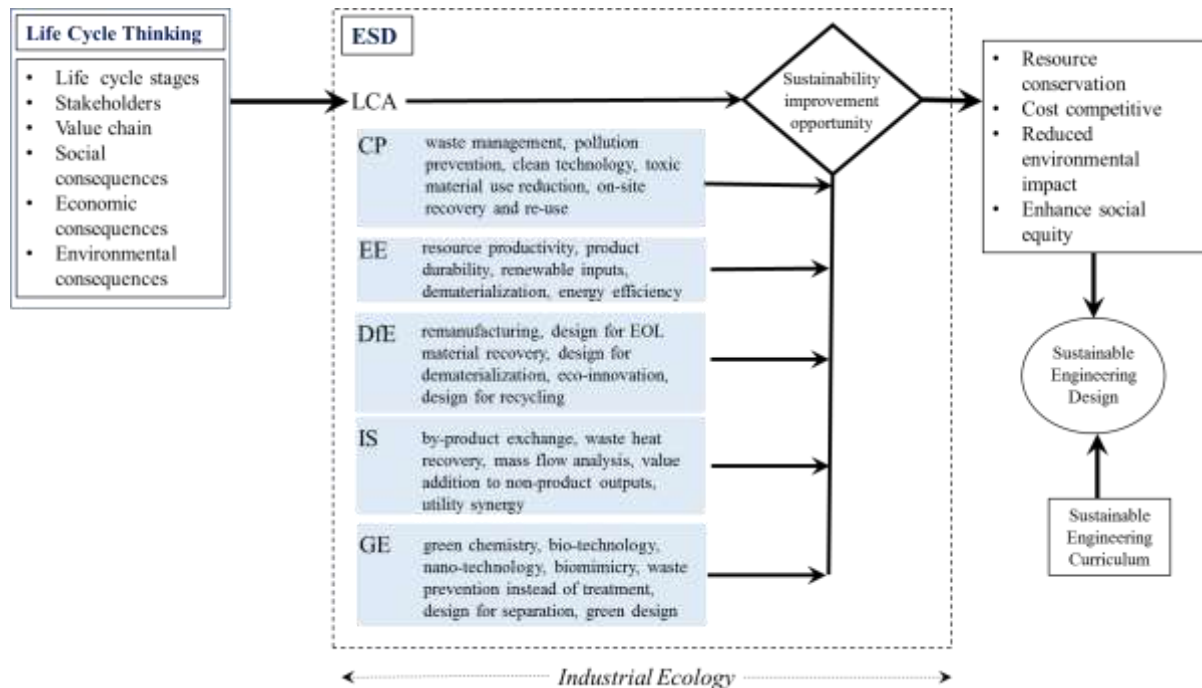 Life Cycle Thinking
• Life cycle stages
• Stakeholders
• Value chain
• Social
consequences
• Economic
consequences
• Environmental
consequences
ESD
LCA
CP
waste management, pollution
prevention, clean technology, toxic
material use reduction, on-site
recovery and re-use
EE
resource productivity, product
durability, renewable inputs,
dematerialization, energy efficiency
DfE
remanufacturing, design for EOL
material recovery, design for
dematerialization, eco-innovation,
design for recycling
IS
by-product exchange, waste heat
recovery, mass flow analysis, value
addition to non-product outputs,
utility synergy
GE
green chemistry, bio-technology,
nano-technology, biomimicry, waste
prevention instead of treatment,
design for separation, green design
Sustainability
improvement
opportunity
• Resource
conservation
• Cost competitive
• Reduced
environmental
impact
• Enhance social
equity
Sustainable
Engineering
Design
Sustainable
Engineering
Curriculum
Industrial Ecology